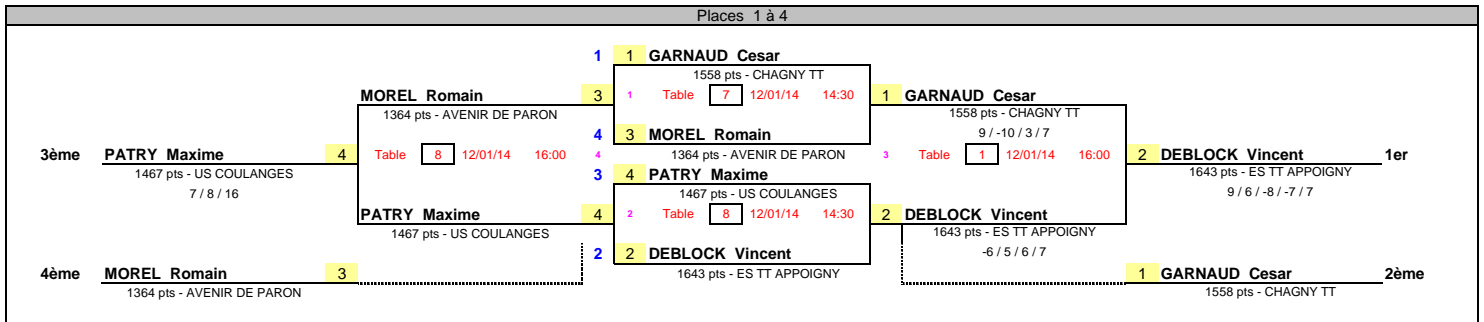 Places 1 à 4
1 1 GARNAUD Cesar
1558 pts - CHAGNY TT
MOREL Romain 3 1 Table 7 12/01/14 14:30 1 GARNAUD Cesar
1364 pts - AVENIR DE PARON 1558 pts - CHAGNY TT
4 3 MOREL Romain 9 / -10 / 3 / 7
3ème PATRY Maxime 4 Table 8 12/01/14 16:00 4 1364 pts - AVENIR DE PARON 3 Table 1 12/01/14 16:00 2 DEBLOCK Vincent 1er
1467 pts - US COULANGES 3 4 PATRY Maxime 1643 pts - ES TT APPOIGNY
7 / 8 / 16 1467 pts - US COULANGES 9 / 6 / -8 / -7 / 7
PATRY Maxime 4 2 Table 8 12/01/14 14:30 2 DEBLOCK Vincent
1467 pts - US COULANGES 1643 pts - ES TT APPOIGNY
2 2 DEBLOCK Vincent -6 / 5 / 6 / 7
4ème MOREL Romain 3 1643 pts - ES TT APPOIGNY 1 GARNAUD Cesar 2ème
1364 pts - AVENIR DE PARON 1558 pts - CHAGNY TT